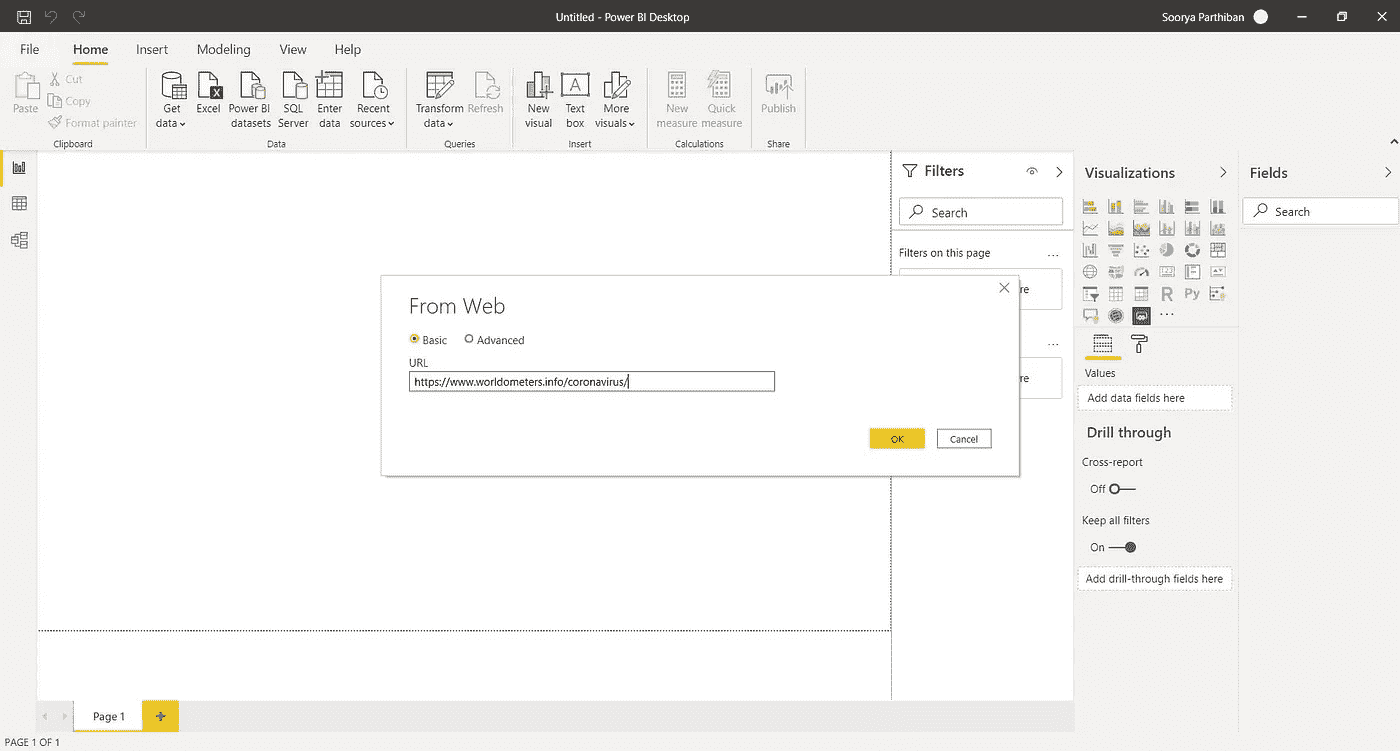 Untitled - Power BI Desktop
Soorya Parthiban
File Home Insert Modeling View Help
Paste
Cut
Copy
Format painter
Clipboard
Get data
Excel
Power BI datasets
SQL Server
Enter data
Recent sources
Data
Transform data
Refresh
Queries
New visual
Text box
More visuals
Insert
New measure
Quick measure
Calculations
Publish
Share
Filters
Search
Filters on this page
...
re
...
re
From Web
Basic Advanced
URL
https://www.worldometers.info/coronavirus/
OK Cancel
Visualizations
123
R Py
...
Values
Add data fields here
Drill through
Cross-report
Off
Keep all filters
On
Add drill-through fields here
Fields
Search
Page 1
PAGE 1 OF 1